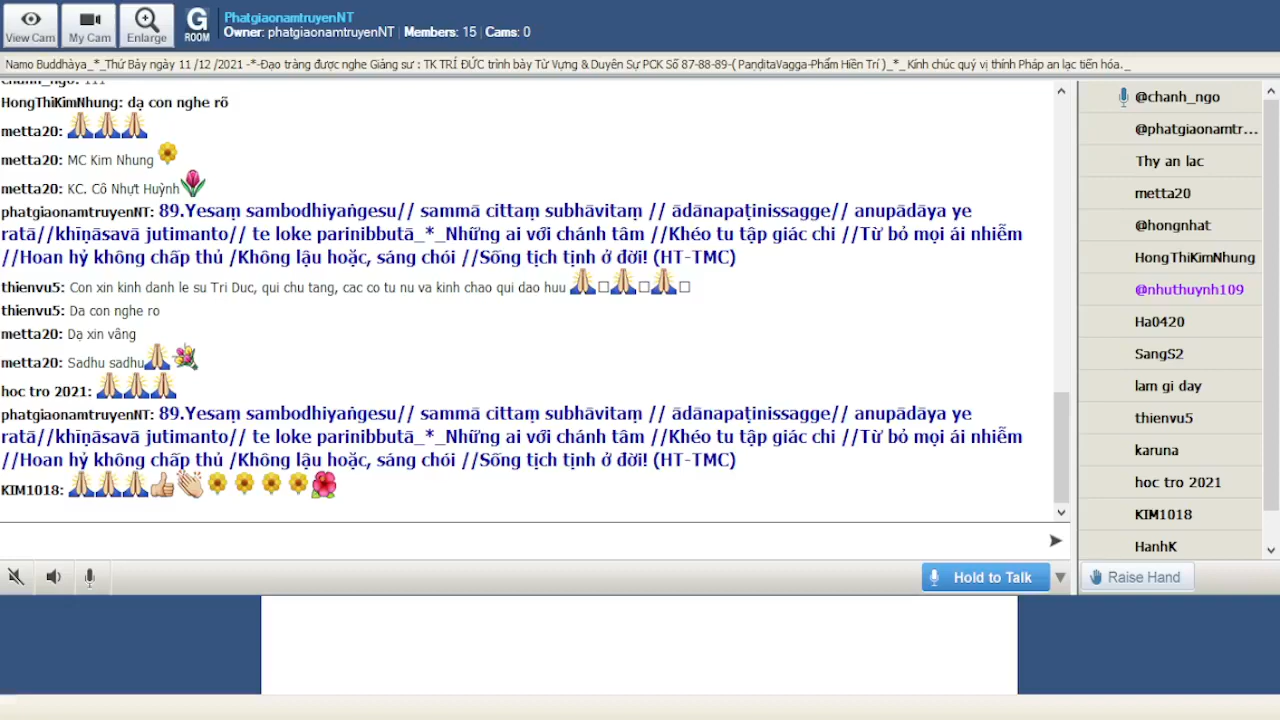 View Cam
My Cam
Enlarge
G
ROOM
PhatgiaonamtruyenNT
Owner: phatgiaonamtruyenNT | Members: 15 | Cams: 0
Namo Buddhàya_*_Thứ Bảy ngày 11 /12 /2021 -*-Đạo tràng được nghe Giảng sư : TK TRÍ ĐỨC trình bày Từ Vựng & Duyên Sự PCK Số 87-88-89-( PaṇḍitaVagga-Phẩm Hiền Trí )_*_ Kính chúc quý vị thính Pháp an lạc tiến hóa._
chanh_ngo: 111
HongThiKimNhung: dạ con nghe rõ
metta20:
metta20: MC Kim Nhung
metta20: KC. Cô Nhựt Huỳnh
phatgiaonamtruyenNT: 89.Yesaṃ sambodhiyaṅgesu// sammā cittaṃ subhāvitaṃ // ādānapaṭinissagge// anupādāya ye
ratā//khīṇāsavā jutimanto// te loke parinibbutā_*_Những ai với chánh tâm //Khéo tu tập giác chi //Từ bỏ mọi ái nhiễm
//Hoan hỷ không chấp thủ /Không lậu hoặc, sáng chói //Sống tịch tịnh ở đời! (HT-TMC)
thienvu5: Con xin kinh danh le su Tri Duc, qui chu tang, cac co tu nu va kinh chao qui dao huu
thienvu5: Da con nghe ro
metta20: Dạ xin vâng
metta20: Sadhu sadhu
hoc tro 2021:
phatgiaonamtruyenNT: 89.Yesaṃ sambodhiyaṅgesu// sammā cittaṃ subhāvitaṃ // ādānapaṭinissagge// anupādāya ye
ratā//khīṇāsavā jutimanto// te loke parinibbutā_*_Những ai với chánh tâm //Khéo tu tập giác chi //Từ bỏ mọi ái nhiễm
//Hoan hỷ không chấp thủ /Không lậu hoặc, sáng chói //Sống tịch tịnh ở đời! (HT-TMC)
KIM1018:
@chanh_ngo
@phatgiaonamtr...
Thy an lac
metta20
@hongnhat
HongThiKimNhung
@nhuthuynh109
Ha0420
SangS2
lam gi day
thienvu5
karuna
hoc tro 2021
KIM1018
HanhK
Hold to Talk
Raise Hand